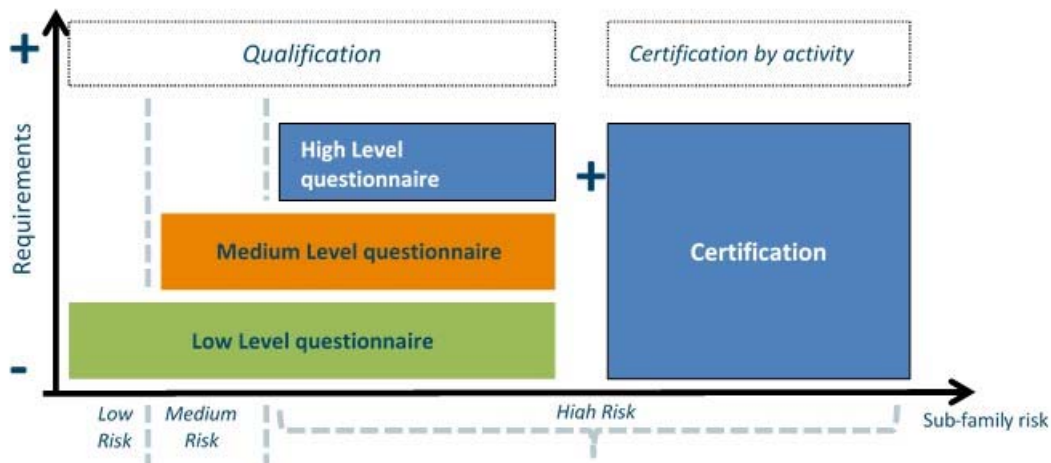 +
Qualification
Certification by activity
Requirements
High Level
questionnaire
+
Medium Level questionnaire
Certification
Low Level questionnaire
-
Low
Risk
Medium
Risk
High Risk
Sub-family risk